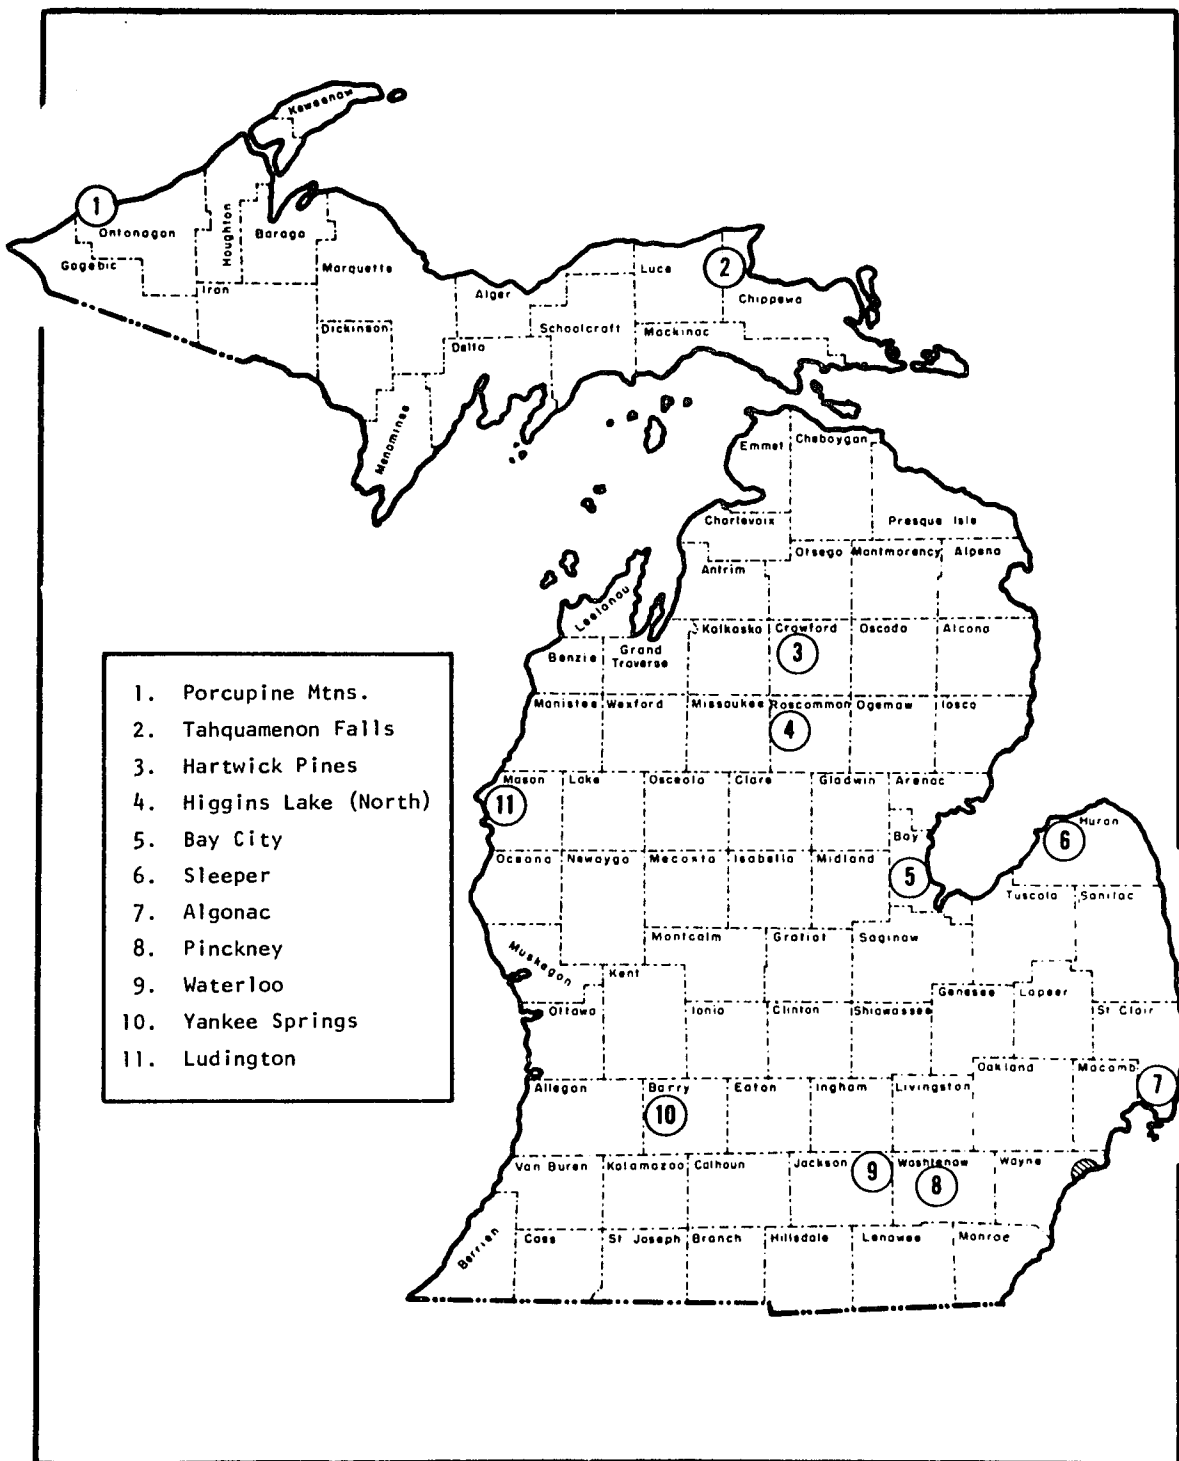 Keweenaw
1
Ontonagon
Houghton
Baraga
Gogebic
Iron
Marquette
2
Luce
Chippewa
Alger
Dickinson
Schoolcraft
Mackinac
Delta
Menominee
Emmet
Cheboygan
Charlevoix
Presque Isle
Otsego
Montmorency
Alpena
Antrim
Leelanau
Kalkaska
Crawford
Oscoda
Alcona
3
Benzie
Grand
Traverse
Manistee
Wexford
Missaukee
Roscommon
Ogemaw
Iosco
4
Mason
Lake
Osceola
Clare
Gladwin
Arenac
11
Huron
6
Bay
Oceana
Newaygo
Mecosta
Isabella
Midland
5
Tuscola
Sanilac
Montcalm
Gratiot
Saginaw
Muskegon
Kent
Genesee
Lapeer
Ottawa
Ionia
Clinton
Shiawassee
St Clair
Oakland
Macomb
7
Allegan
Barry
Eaton
Ingham
Livingston
10
Van Buren
Kalamazoo
Calhoun
Jackson
9
Washtenaw
Wayne
8
Berrien
Cass
St Joseph
Branch
Hillsdale
Lenawee
Monroe
1. Porcupine Mtns.
2. Tahquamenon Falls
3. Hartwick Pines
4. Higgins Lake (North)
5. Bay City
6. Sleeper
7. Algonac
8. Pinckney
9. Waterloo
10. Yankee Springs
11. Ludington